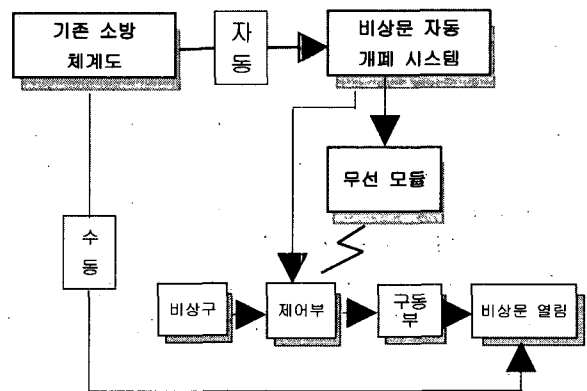 기존 소방
체계도
자
동
비상문 자동
개폐 시스템
무선 모듈
수
동
비상구
제어부
구동
부
비상문 열림